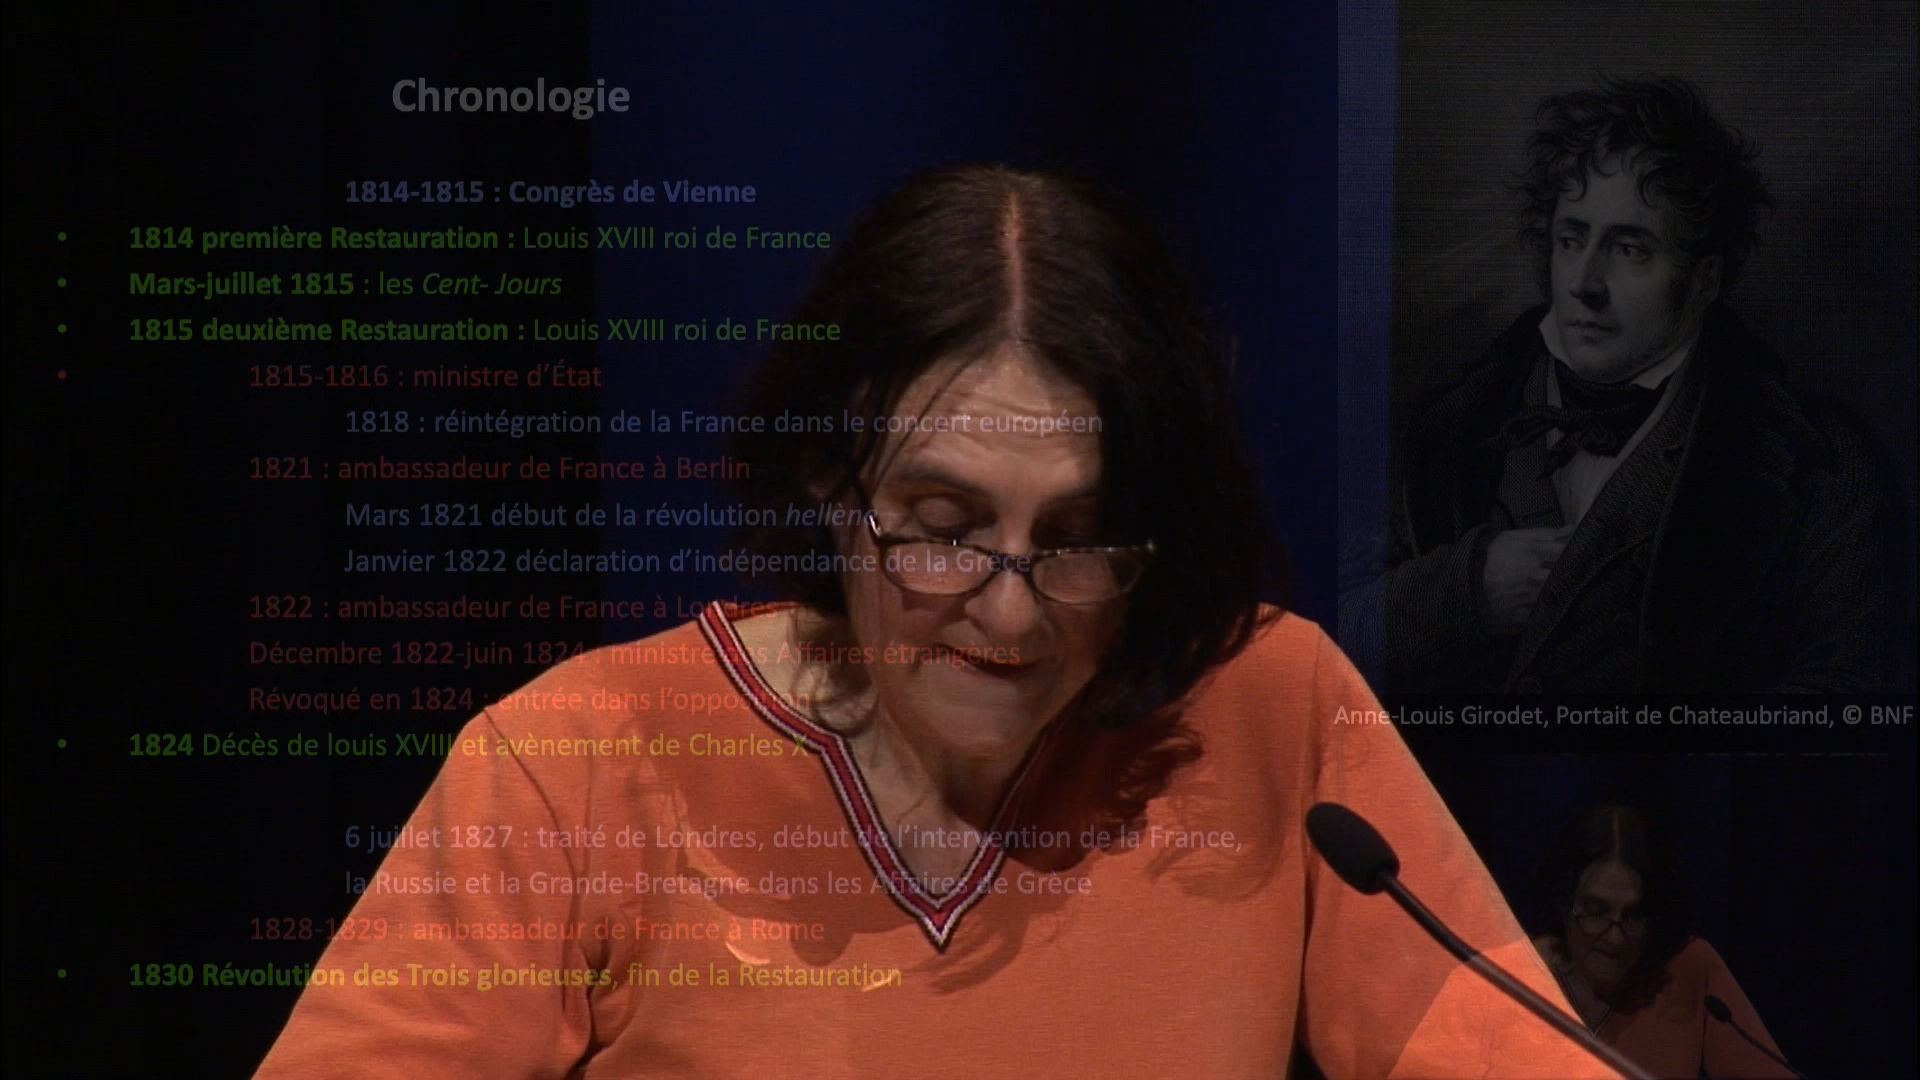 Chronologie
1814-1815 : Congrès de Vienne
• 1814 première Restauration : Louis XVIII roi de France
• Mars-juillet 1815 : les Cent- Jours
• 1815 deuxième Restauration : Louis XVIII roi de France
• 1815-1816 : ministre d’État
1818 : réintégration de la France dans le concert européen
1821 : ambassadeur de France à Berlin
Mars 1821 début de la révolution hellène
Janvier 1822 déclaration d’indépendance de la Grèce
1822 : ambassadeur de France à Londres
Décembre 1822-juin 1824 : ministre des Affaires étrangères
Révoqué en 1824 : entrée dans l’opposition
• 1824 Décès de louis XVIII et avènement de Charles X
6 juillet 1827 : traité de Londres, début de l’intervention de la France,
la Russie et la Grande-Bretagne dans les Affaires de Grèce
1828-1829 : ambassadeur de France à Rome
• 1830 Révolution des Trois glorieuses, fin de la Restauration
Anne-Louis Girodet, Portait de Chateaubriand, © BNF